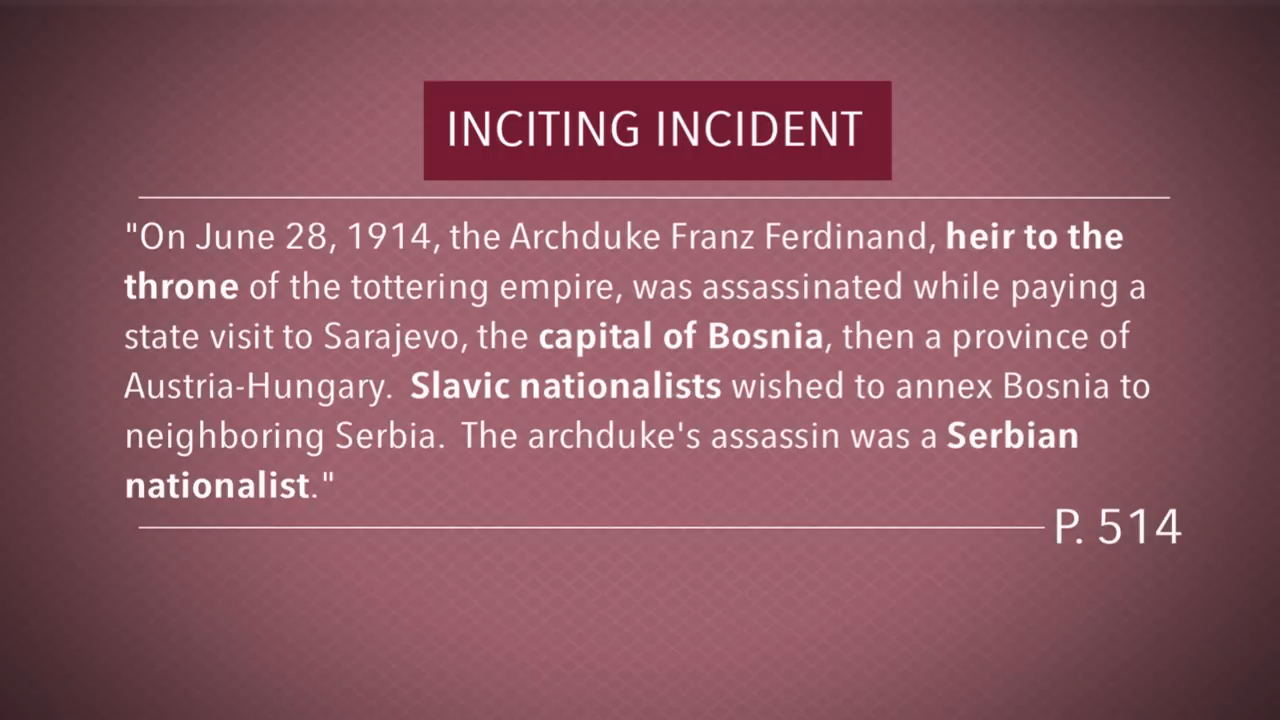 INCITING INCIDENT
"On June 28, 1914, the Archduke Franz Ferdinand, heir to the
throne of the tottering empire, was assassinated while paying a
state visit to Sarajevo, the capital of Bosnia, then a province of
Austria-Hungary.  Slavic nationalists wished to annex Bosnia to
neighboring Serbia.  The archduke's assassin was a Serbian
nationalist."
P. 514